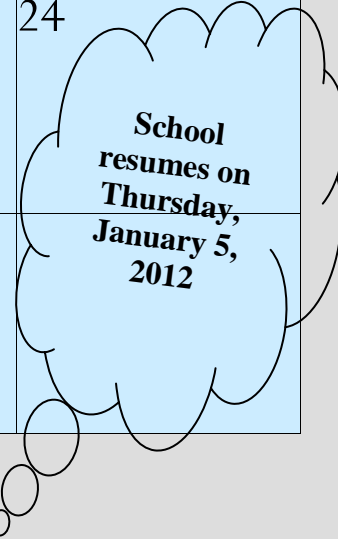 24
School
resumes on
Thursday,
January 5,
2012